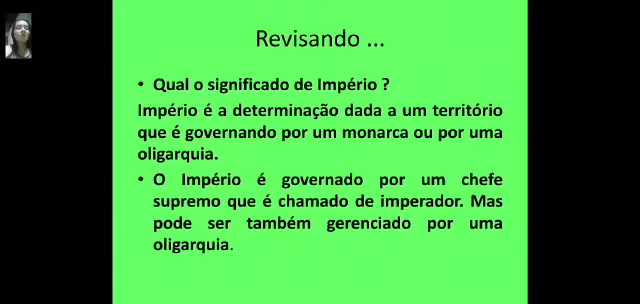 Revisando ...
• Qual o significado de Império ?
Império é a determinação dada a um território
que é governando por um monarca ou por uma
oligarquia.
• O Império é governado por um chefe
supremo que é chamado de imperador. Mas
pode ser também gerenciado por uma
oligarquia.